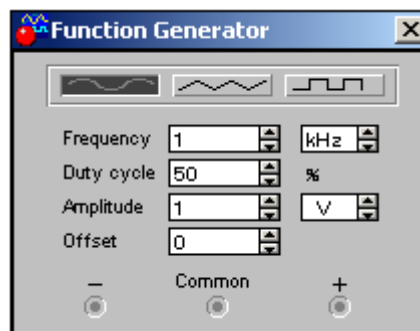 Function Generator
Frequency 1 kHz
Duty cycle 50 %
Amplitude 1 V
Offset 0
− Common +